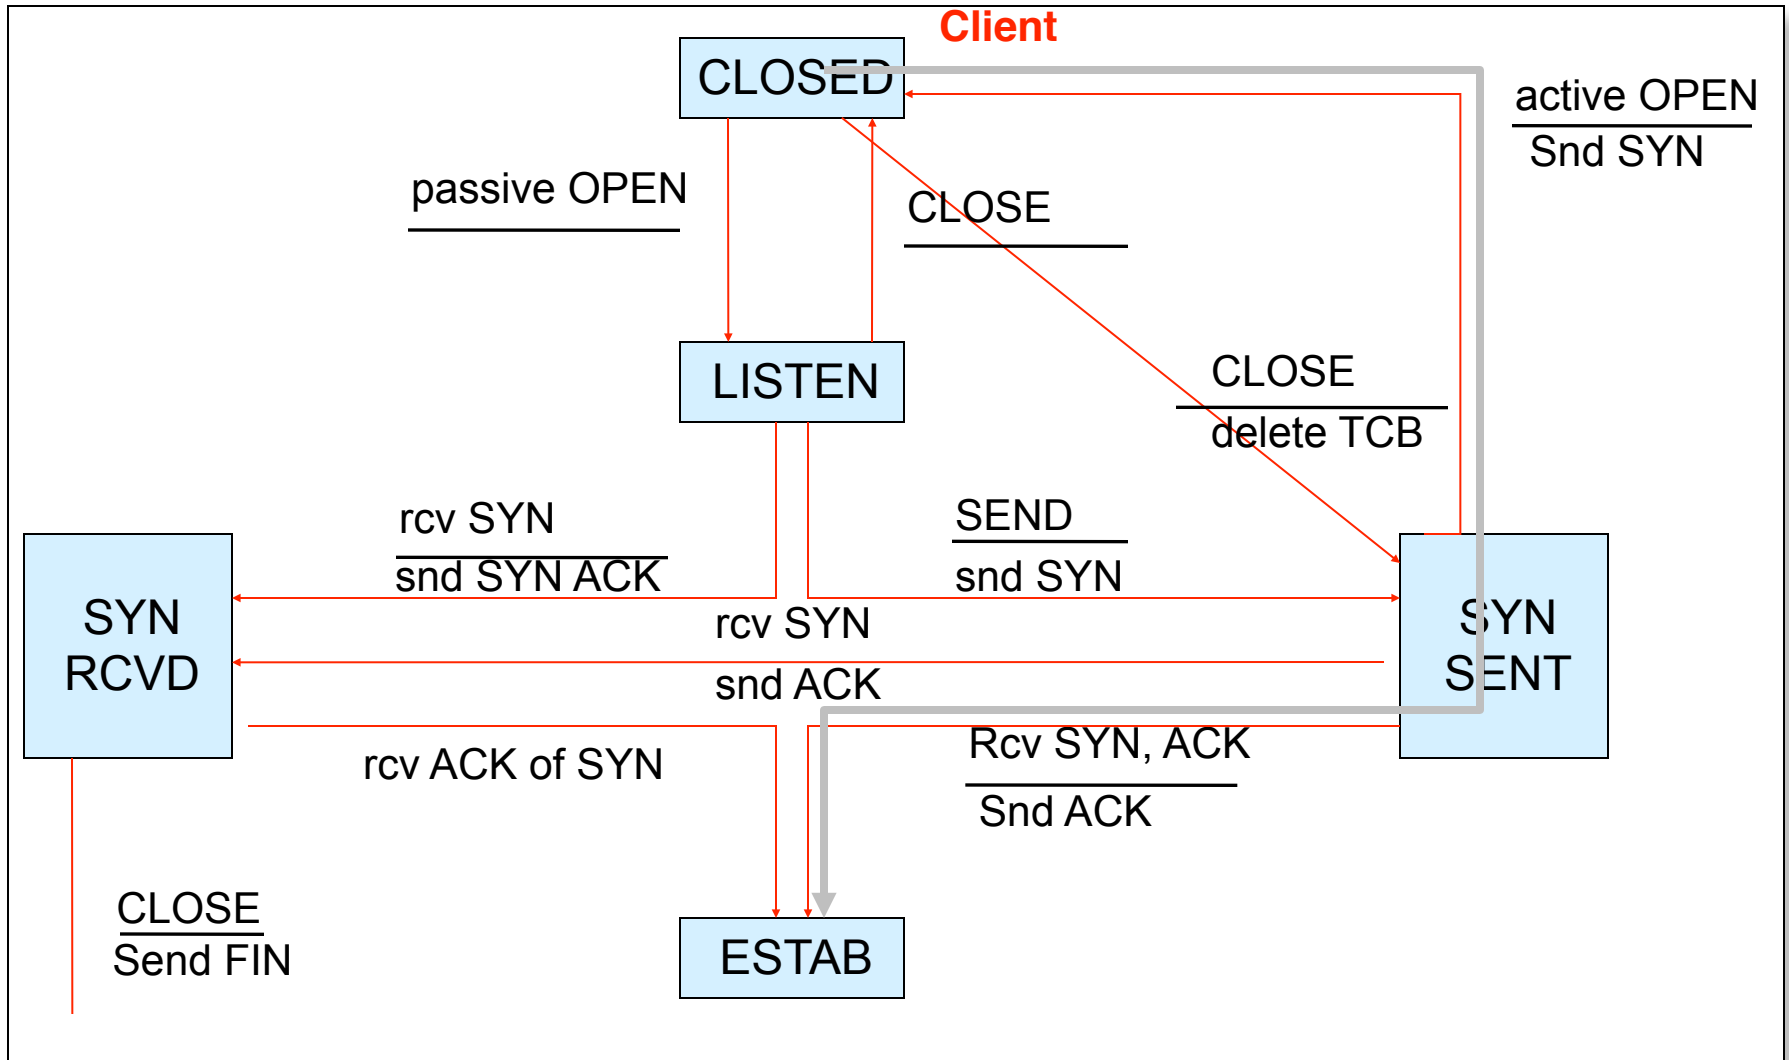 Client
CLOSED
active OPEN
Snd SYN
passive OPEN
CLOSE
LISTEN
CLOSE
delete TCB
rcv SYN
snd SYN ACK
SEND
snd SYN
SYN
RCVD
rcv SYN
snd ACK
SYN
SENT
rcv ACK of SYN
Rcv SYN, ACK
Snd ACK
CLOSE
Send FIN
ESTAB